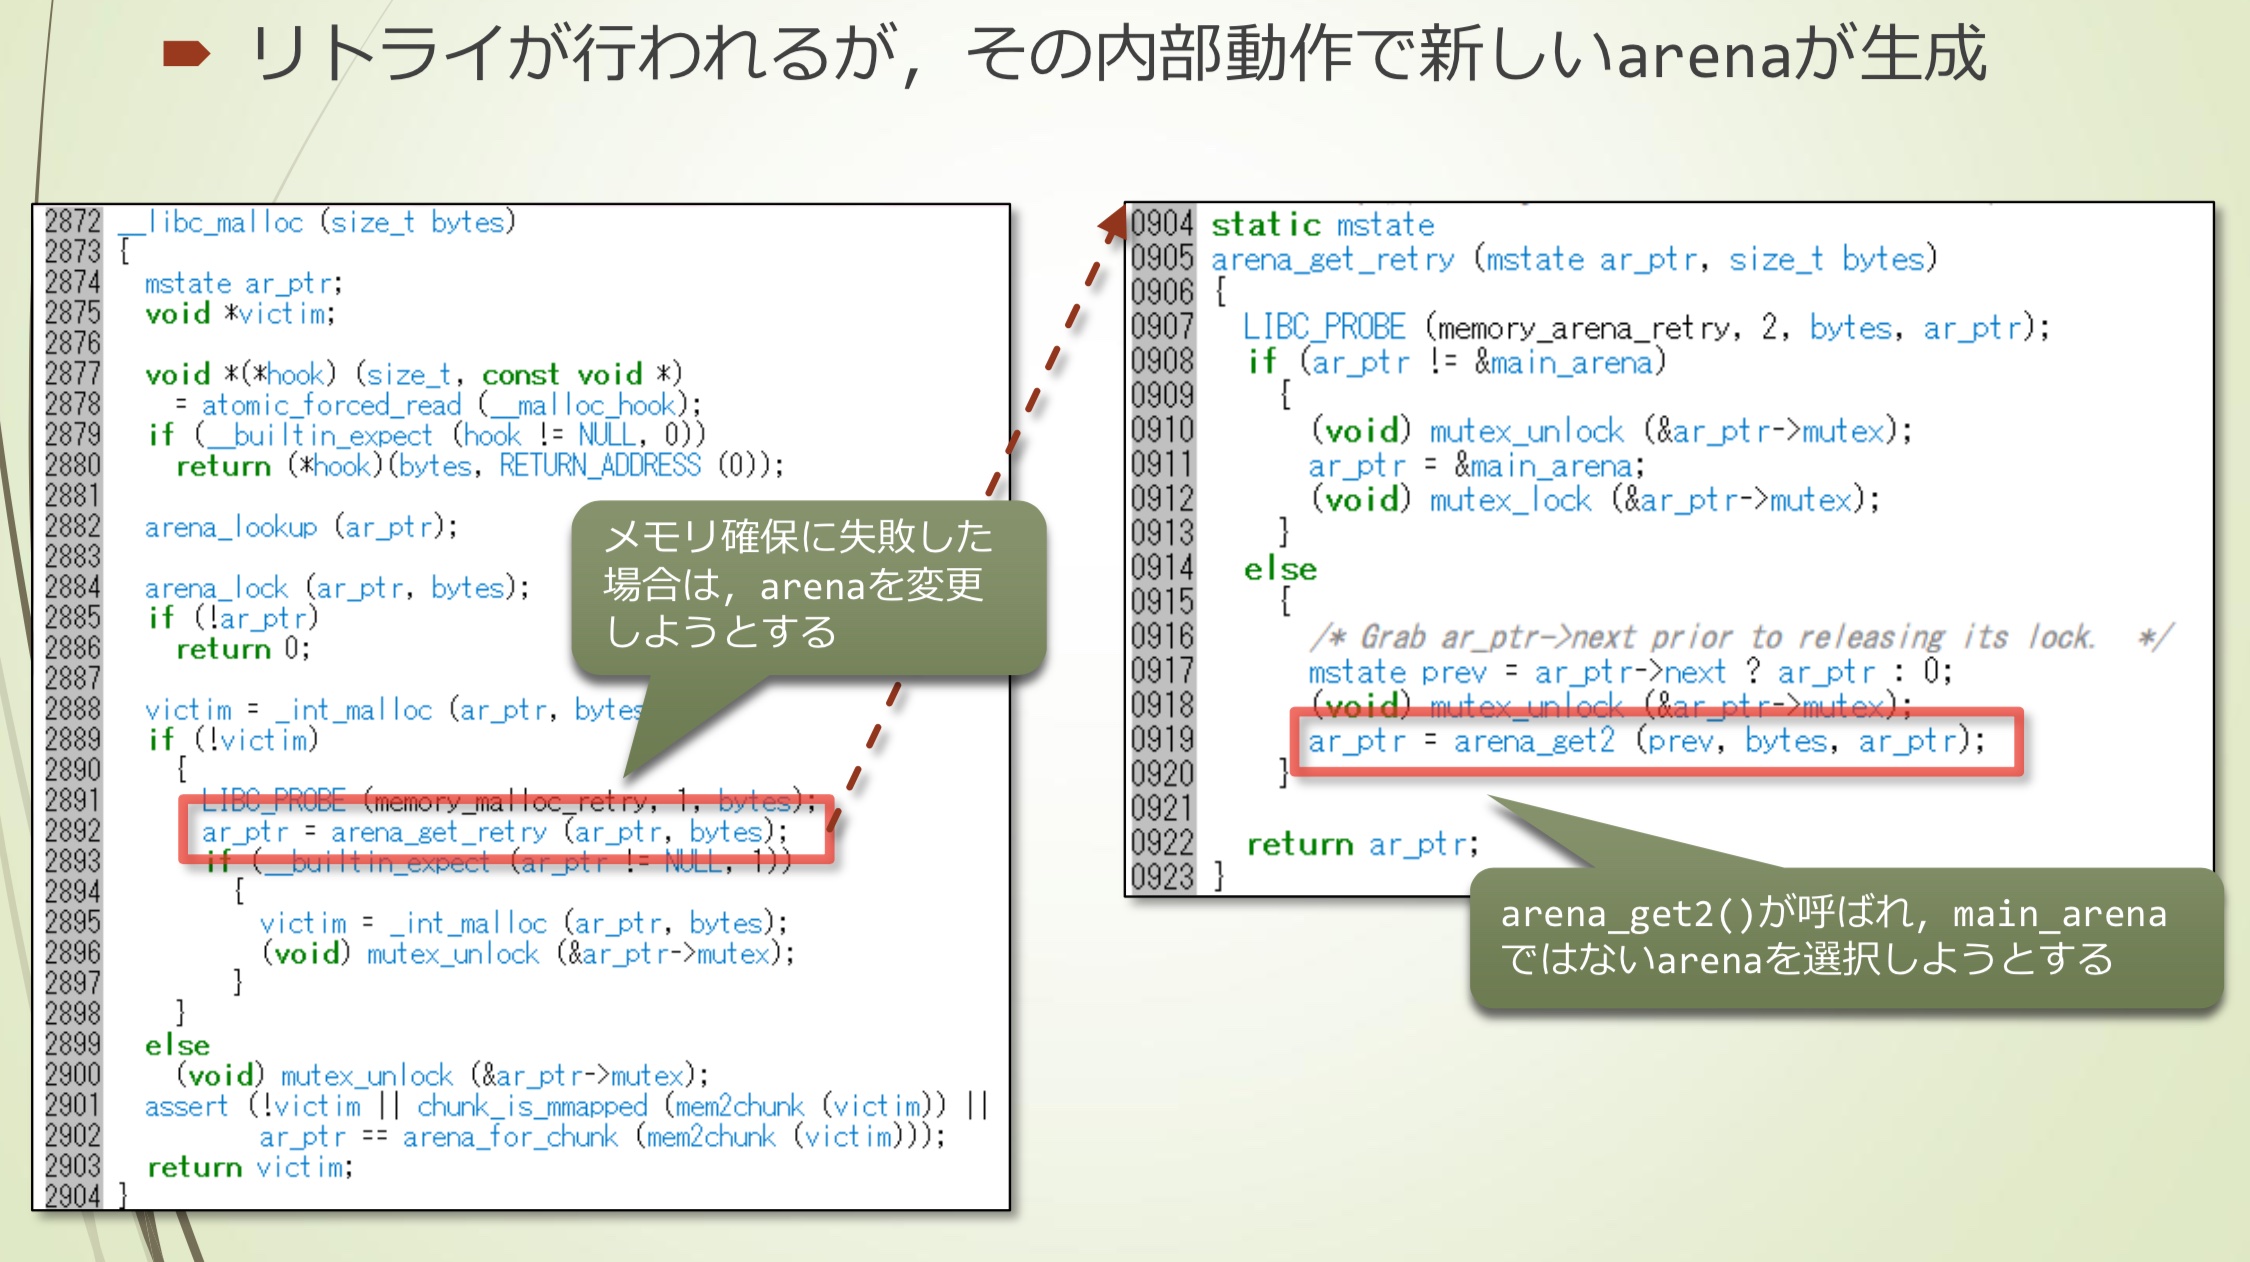 リトライが行われるが，その内部動作で新しいarenaが生成
2872 __libc_malloc (size_t bytes)
2873 {
2874   mstate ar_ptr;
2875   void *victim;
2876
2877   void *(*hook) (size_t, const void *)
2878     = atomic_forced_read (__malloc_hook);
2879   if (__builtin_expect (hook != NULL, 0))
2880     return (*hook)(bytes, RETURN_ADDRESS (0));
2881
2882   arena_lookup (ar_ptr);
2883
2884   arena_lock (ar_ptr, bytes);
2885   if (!ar_ptr)
2886     return 0;
2887
2888   victim = _int_malloc (ar_ptr, bytes
2889   if (!victim)
2890     {
2891       LIBC_PROBE (memory_malloc_retry, 1, bytes);
2892       ar_ptr = arena_get_retry (ar_ptr, bytes);
2893       if (__builtin_expect (ar_ptr != NULL, 1))
2894         {
2895           victim = _int_malloc (ar_ptr, bytes);
2896           (void) mutex_unlock (&ar_ptr->mutex);
2897         }
2898     }
2899   else
2900     (void) mutex_unlock (&ar_ptr->mutex);
2901   assert (!victim || chunk_is_mmapped (mem2chunk (victim)) ||
2902           ar_ptr == arena_for_chunk (mem2chunk (victim)));
2903   return victim;
2904 }
メモリ確保に失敗した
場合は，arenaを変更
しようとする
0904 static mstate
0905 arena_get_retry (mstate ar_ptr, size_t bytes)
0906 {
0907   LIBC_PROBE (memory_arena_retry, 2, bytes, ar_ptr);
0908   if (ar_ptr != &main_arena)
0909     {
0910       (void) mutex_unlock (&ar_ptr->mutex);
0911       ar_ptr = &main_arena;
0912       (void) mutex_lock (&ar_ptr->mutex);
0913     }
0914   else
0915     {
0916       /* Grab ar_ptr->next prior to releasing its lock.  */
0917       mstate prev = ar_ptr->next ? ar_ptr : 0;
0918       (void) mutex_unlock (&ar_ptr->mutex);
0919       ar_ptr = arena_get2 (prev, bytes, ar_ptr);
0920     }
0921
0922   return ar_ptr;
0923 }
arena_get2()が呼ばれ，main_arena
ではないarenaを選択しようとする